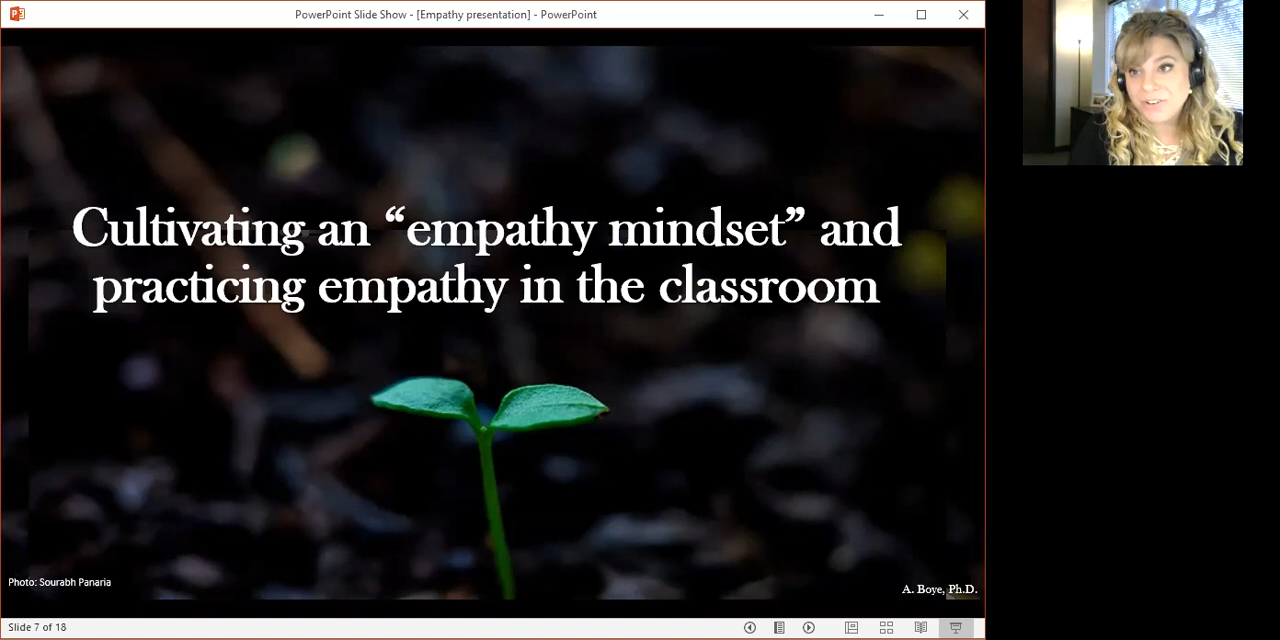 PowerPoint Slide Show - [Empathy presentation] - PowerPoint
Cultivating an “empathy mindset” and
practicing empathy in the classroom
Photo: Sourabh Panaria
A. Boye, Ph.D.
Slide 7 of 18